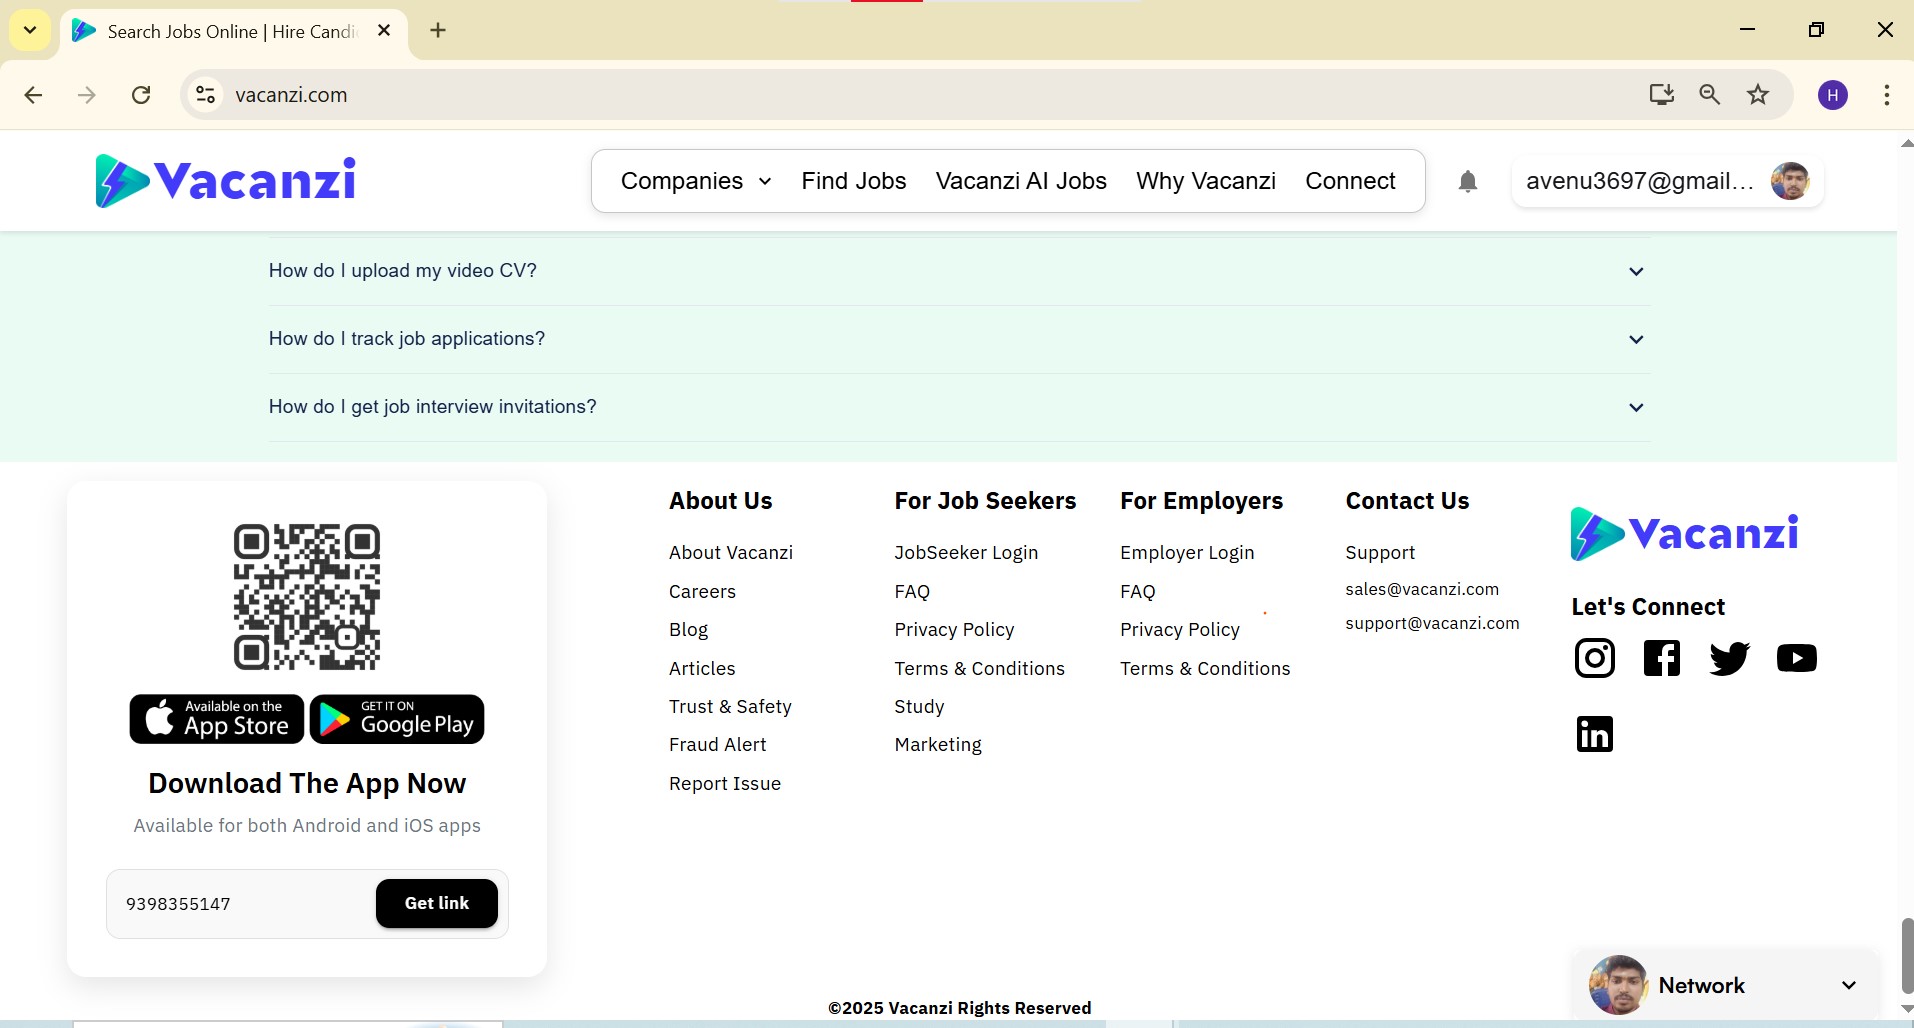 Search Jobs Online | Hire Candi
vacanzi.com
H
Vacanzi
Companies Find Jobs Vacanzi AI Jobs Why Vacanzi Connect
avenu3697@gmail...
How do I upload my video CV?
How do I track job applications?
How do I get job interview invitations?
Available on the
App Store
GET IT ON
Google Play
Download The App Now
Available for both Android and iOS apps
9398355147
Get link
About Us
About Vacanzi
Careers
Blog
Articles
Trust & Safety
Fraud Alert
Report Issue
For Job Seekers
JobSeeker Login
FAQ
Privacy Policy
Terms & Conditions
Study
Marketing
For Employers
Employer Login
FAQ
Privacy Policy
Terms & Conditions
Contact Us
Support
sales@vacanzi.com
support@vacanzi.com
Vacanzi
Let's Connect
in
Network
©2025 Vacanzi Rights Reserved